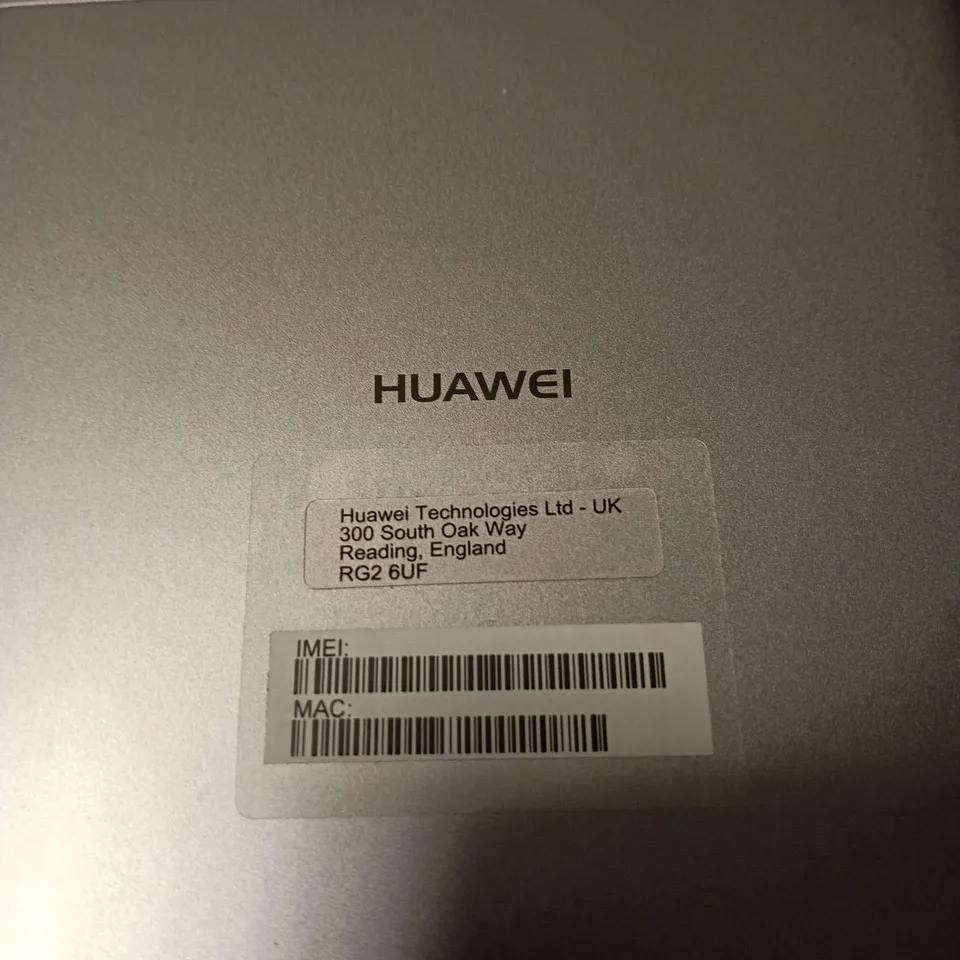 HUAWEI
Huawei Technologies Ltd - UK
300 South Oak Way
Reading, England
RG2 6UF
IMEI:
MAC: